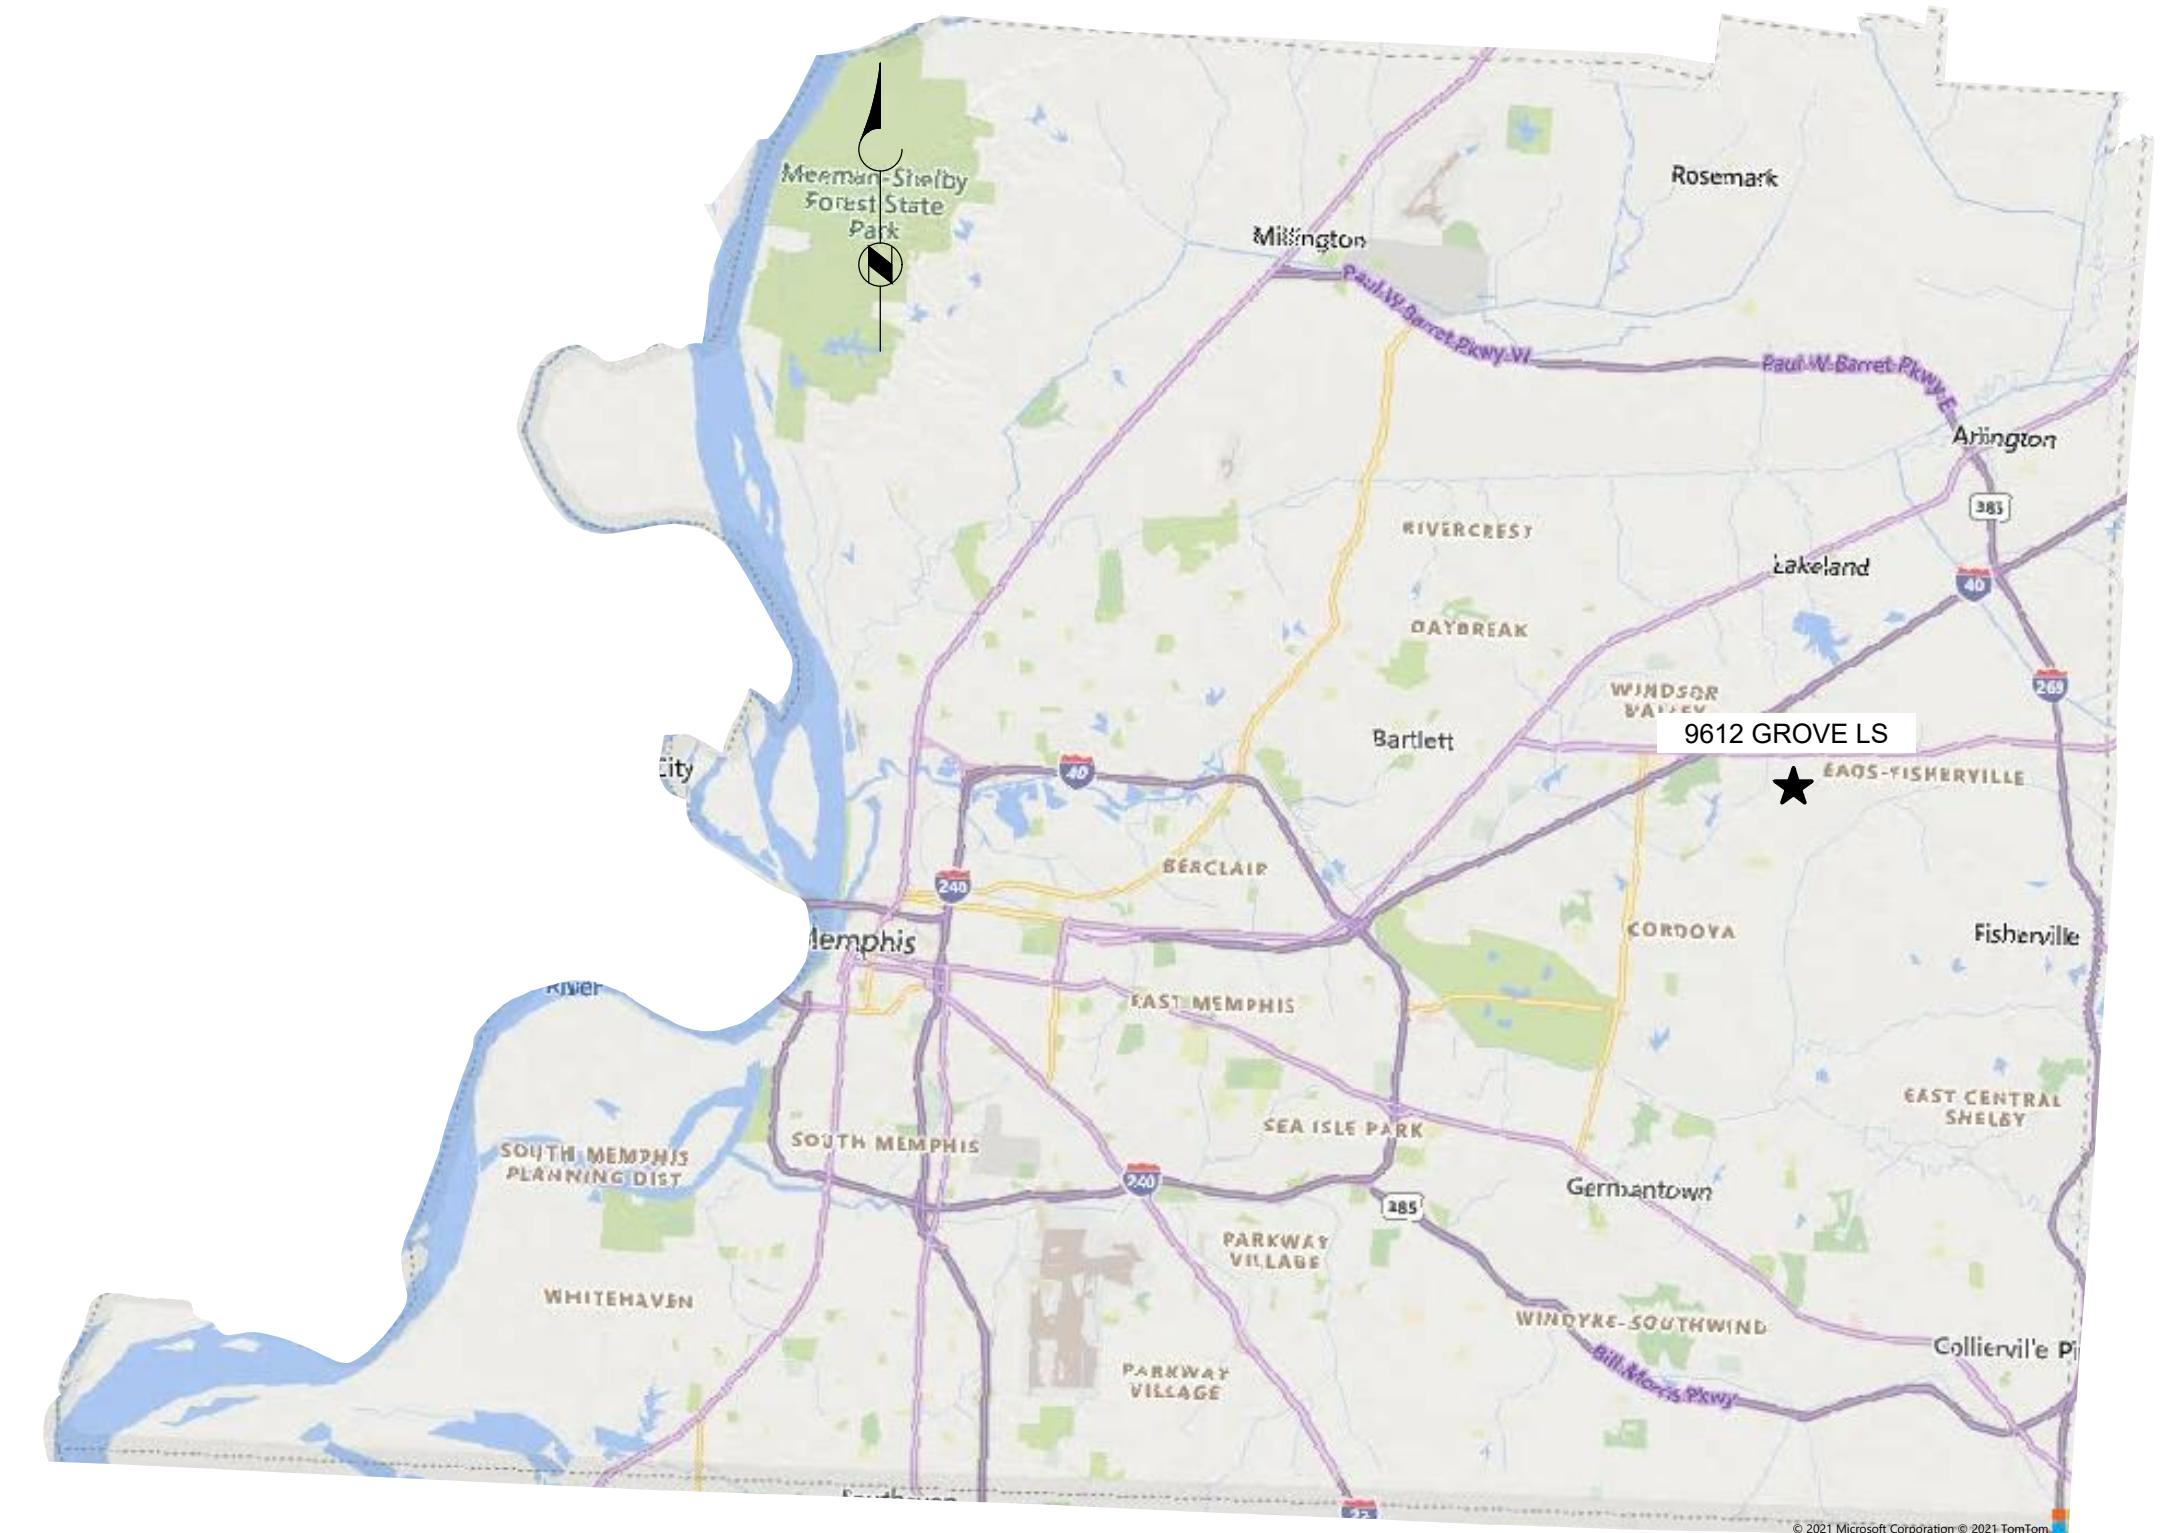 Meeman-Shelby
Forest State
Park
N
Rosemark
Millington
Paul W Barret Pkwy W
Paul W Barret Pkwy E
Arlington
385
RIVERCREST
Lakeland
40
DAYBREAK
269
WINDSOR
VALLEY
9612 GROVE LS
Bartlett
City
40
EADS-FISHERVILLE
BERCLAIR
240
CORDOVA
Fisherville
Memphis
River
EAST MEMPHIS
EAST CENTRAL
SHELBY
SEA ISLE PARK
SOUTH MEMPHIS
SOUTH MEMPHIS
PLANNING DIST
240
Germantown
385
PARKWAY
VILLAGE
WHITEHAVEN
WINDYKE-SOUTHWIND
Collierville Pi
Bill Morris Pkwy
PARKWAY
VILLAGE
© 2021 Microsoft Corporation © 2021 TomTom